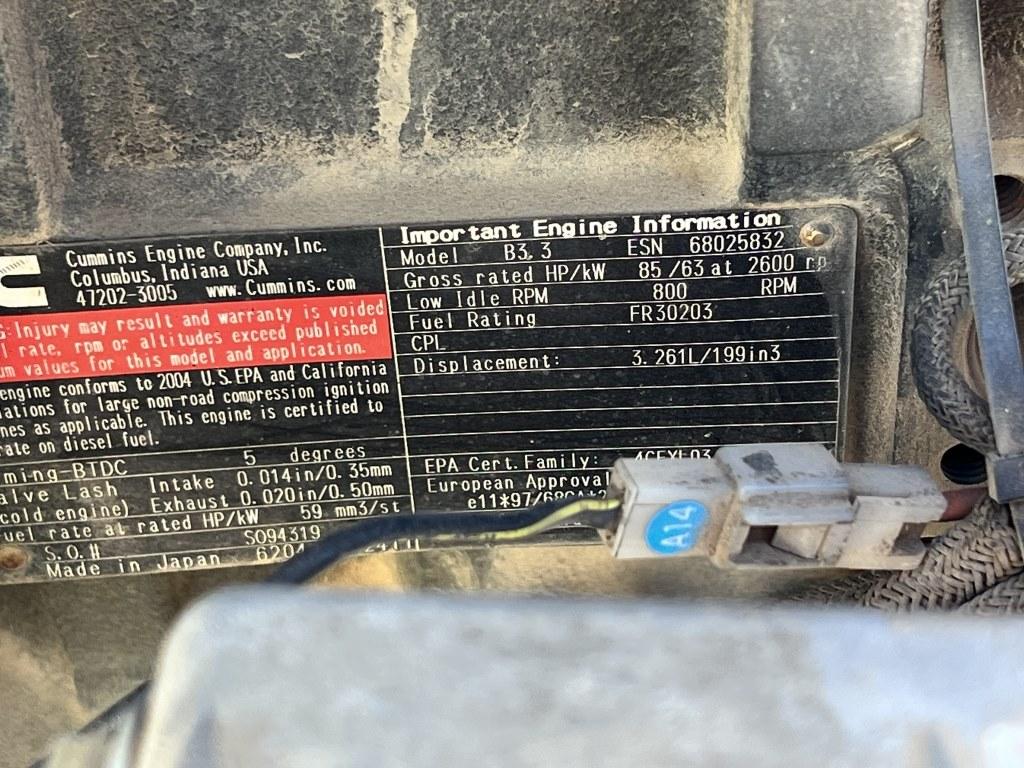 Cummins Engine Company, Inc.
Columbus, Indiana USA
47202-3005 www.Cummins.com
Injury may result and warranty is voided
rate, rpm or altitudes exceed published
values for this model and application.
engine conforms to 2004 U.S.EPA and California
for large non-road compression ignition
as applicable. This engine is certified to
on diesel fuel.
-BTDC 5 degrees
Lash Intake 0.014in/0.35mm
cold engine) Exhaust 0.020in/0.50mm
rate at rated HP/kW 59 mm3/st
S.O.# S094319
Made in Japan 6204
Important Engine Information
Model B3.3 ESN 68025832
Gross rated HP/kW 85/63 at 2600
Low Idle RPM 800 RPM
Fuel Rating FR30203
CPL
Displacement: 3.261L/199in3
EPA Cert.Family:
European Approval
A14